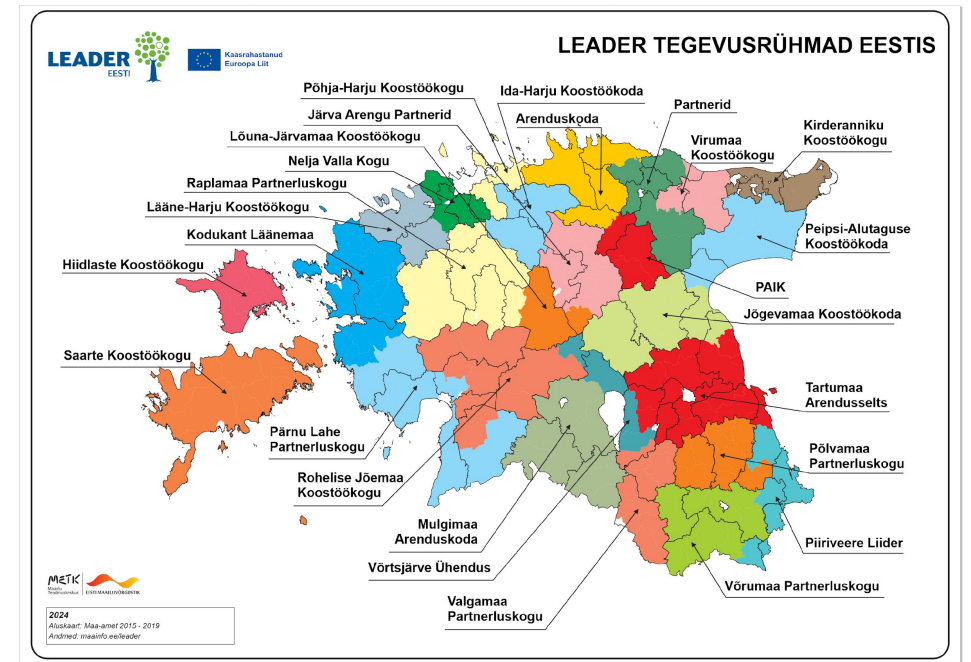 LEADER
EESTI
Kaasrahastanud
Euroopa Liit
LEADER TEGEVUSRÜHMAD EESTIS
Põhja-Harju Koostöökogu
Järva Arengu Partnerid
Lõuna-Järvamaa Koostöökogu
Nelja Valla Kogu
Raplamaa Partnerluskogu
Lääne-Harju Koostöökogu
Kodukant Läänemaa
Hiidlaste Koostöökogu
Saarte Koostöökogu
Ida-Harju Koostöökoda
Arenduskoda
Partnerid
Virumaa
Koostöökogu
Kirderanniku
Koostöökogu
Peipsi-Alutaguse
Koostöökoda
PAIK
Jõgevamaa Koostöökoda
Tartumaa
Arendusselts
Põlvamaa
Partnerluskogu
Piiriveere Liider
Võrumaa Partnerluskogu
Pärnu Lahe
Partnerluskogu
Rohelise Jõemaa
Koostöökogu
Mulgimaa
Arenduskoda
Võrtsjärve Ühendus
Valgamaa
Partnerluskogu
METK
Maaelu
Teadmuskeskus
EESTI MAAELUVÕRGUSTIK
2024
Aluskaart: Maa-amet 2015 - 2019
Andmed: maainfo.ee/leader